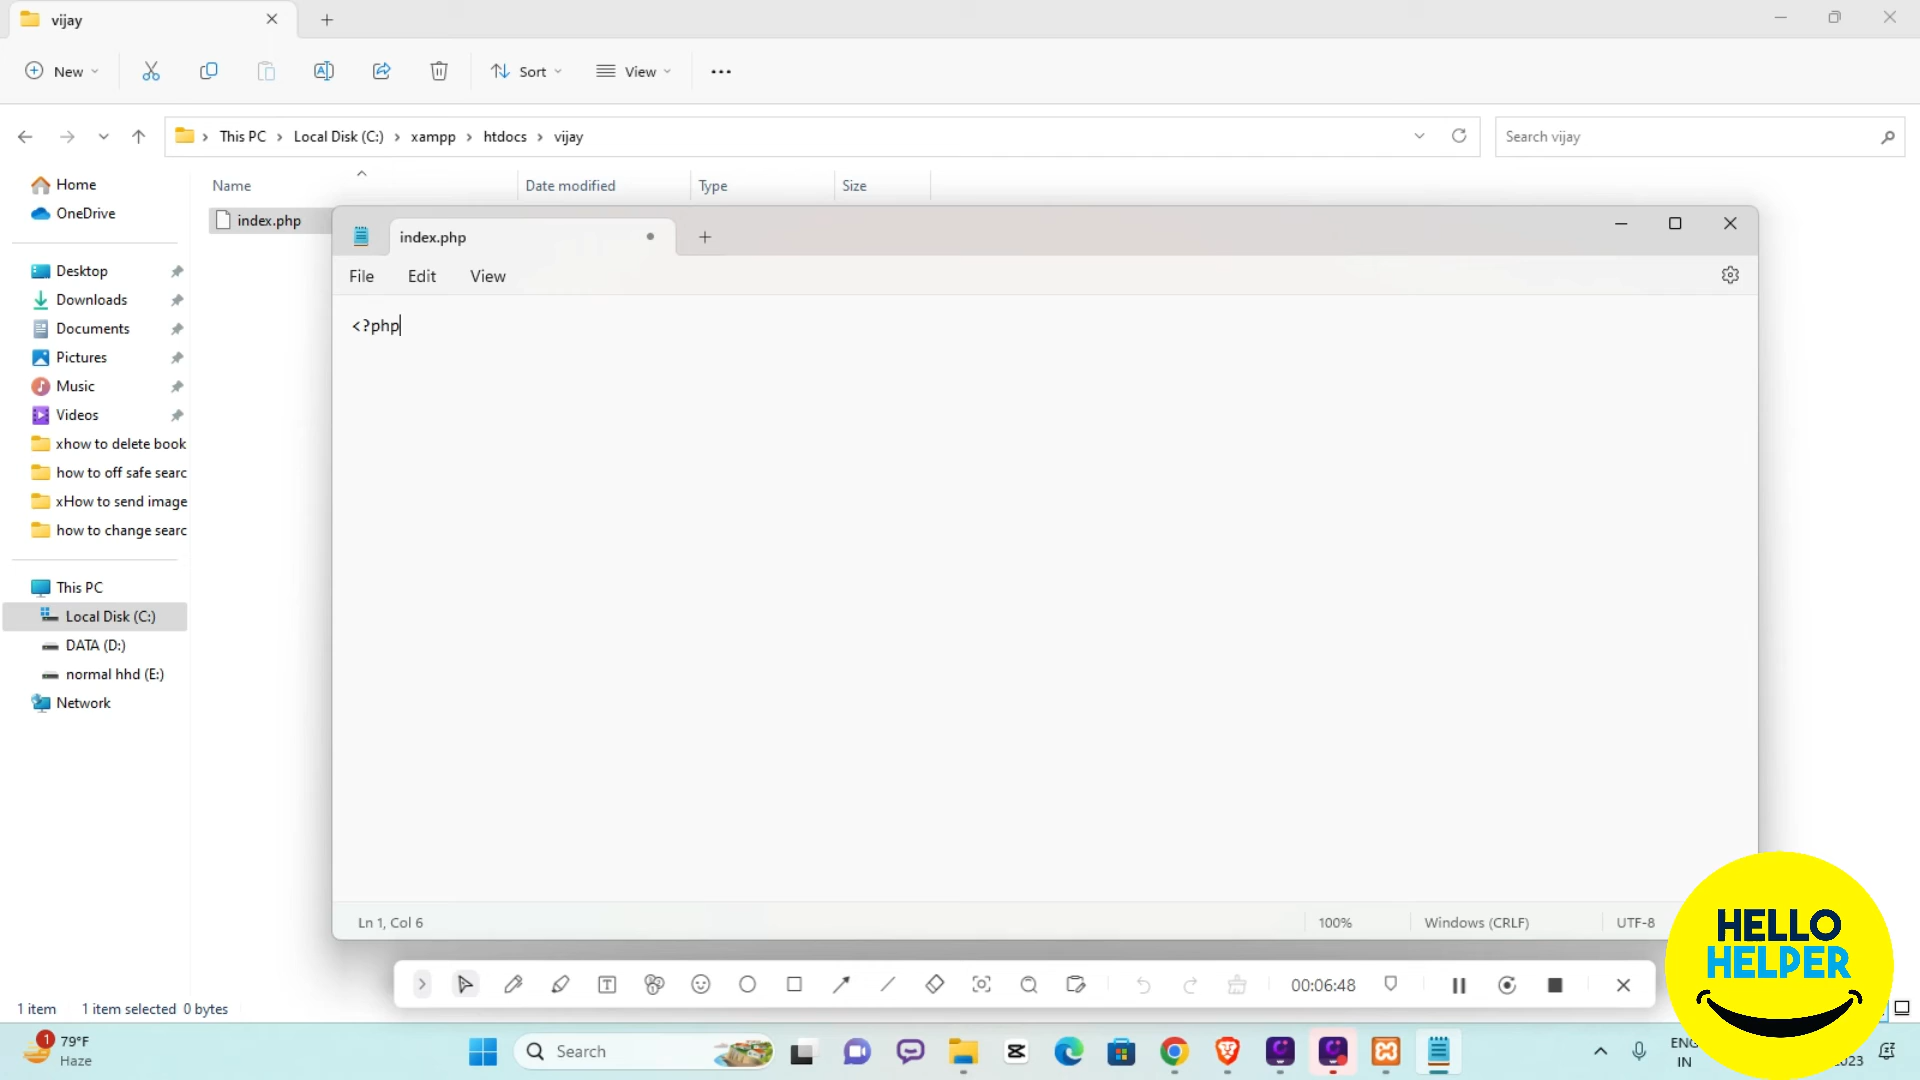 vijay
New
Sort
View
This PC
Local Disk (C:)
xampp
htdocs
vijay
Search vijay
Home
OneDrive
Name
Date modified
Type
Size
index.php
index.php
File
Edit
View
<?php
Desktop
Downloads
Documents
Pictures
Music
Videos
xhow to delete book
how to off safe searc
xHow to send image
how to change searc
This PC
Local Disk (C:)
DATA (D:)
normal hhd (E:)
Network
Ln 1, Col 6
100%
Windows (CRLF)
UTF-8
HELLO
HELPER
00:06:48
1 item
1 item selected 0 bytes
1
79°F
Haze
Search
ENG
IN